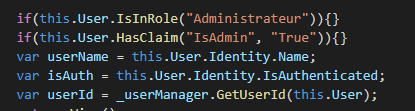 if(this.User.IsInRole("Administrateur")){}
if(this.User.HasClaim("IsAdmin", "True")){}
var userName = this.User.Identity.Name;
var isAuth = this.User.Identity.IsAuthenticated;
var userId = _userManager.GetUserId(this.User);